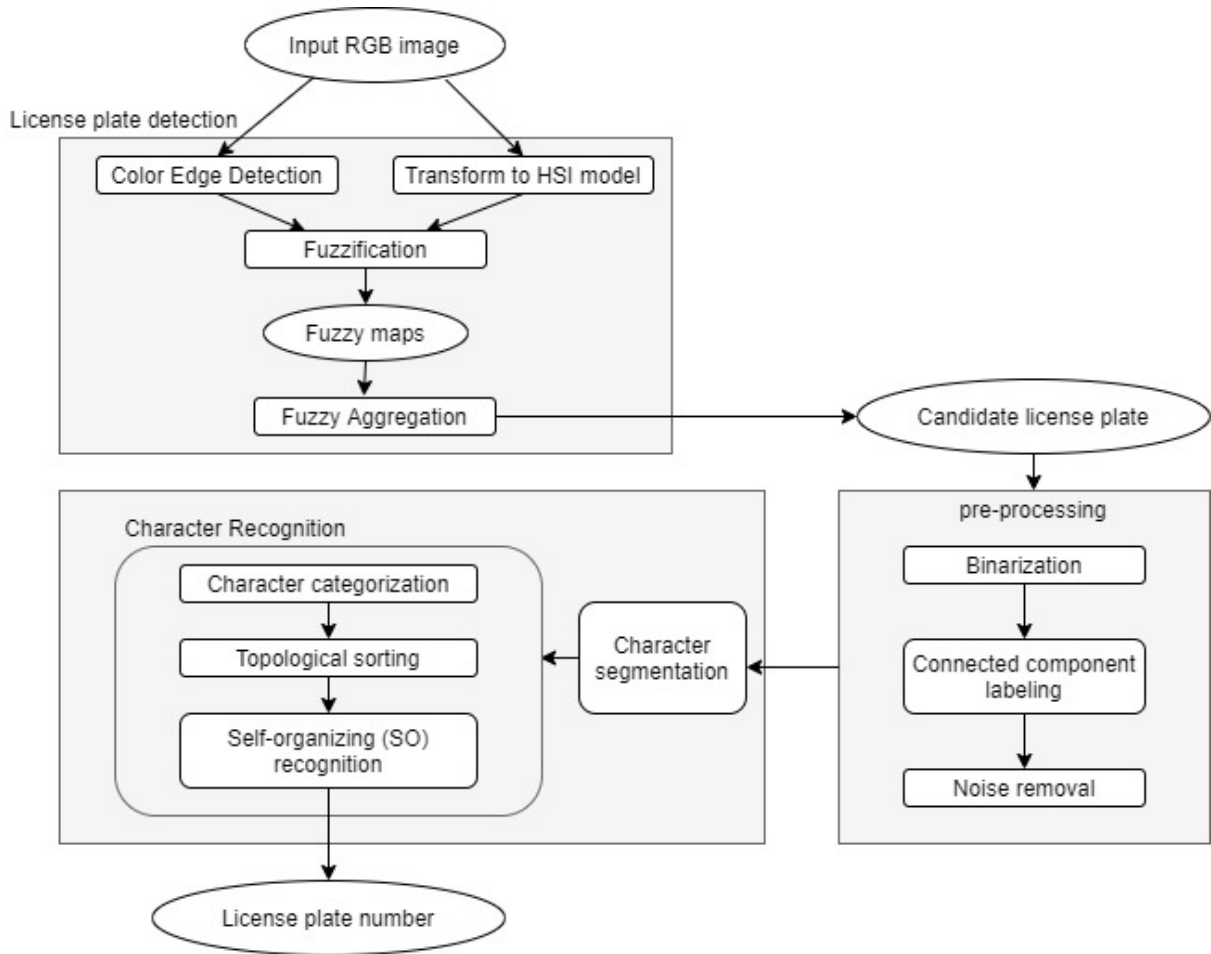 Input RGB image
License plate detection
Color Edge Detection
Transform to HSI model
Fuzzification
Fuzzy maps
Fuzzy Aggregation
Candidate license plate
pre-processing
Binarization
Connected component
labeling
Noise removal
Character
segmentation
Character Recognition
Character categorization
Topological sorting
Self-organizing (SO)
recognition
License plate number